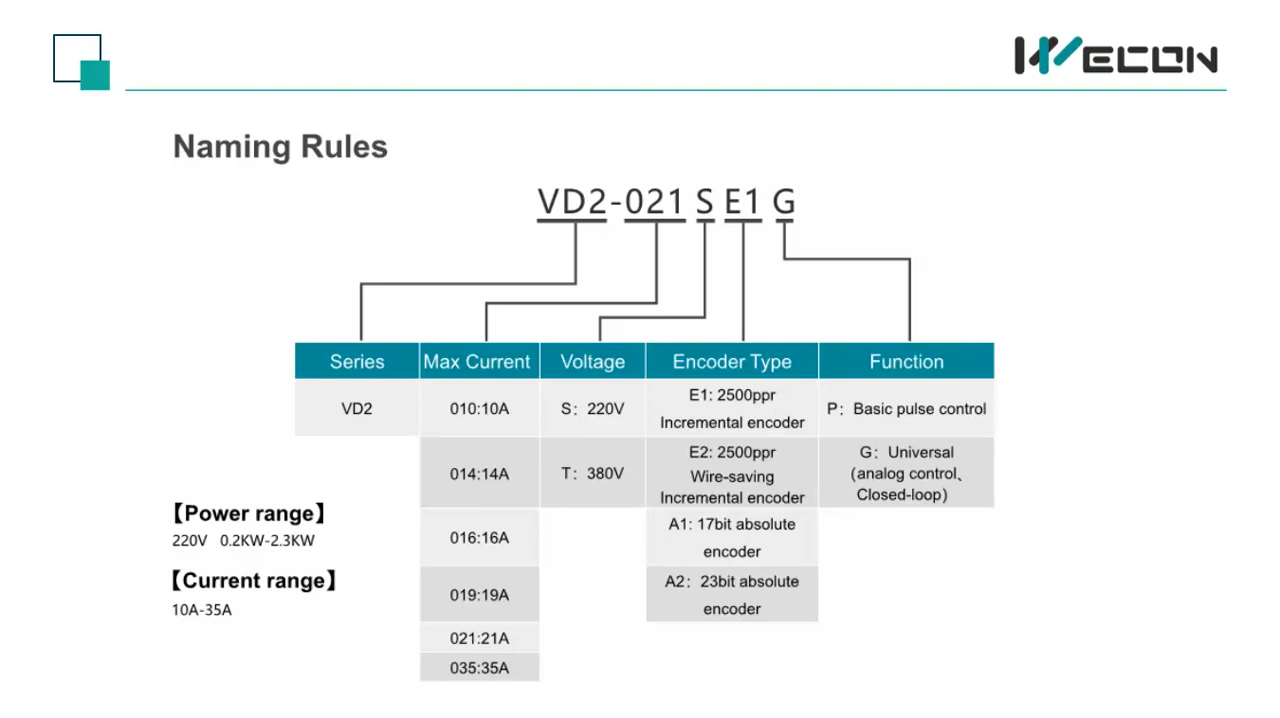 WECON
Naming Rules
VD2-021 S E1 G
Series
Max Current
Voltage
Encoder Type
Function
VD2
010:10A
S：220V
E1: 2500ppr
Incremental encoder
P：Basic pulse control
014:14A
T：380V
E2: 2500ppr
Wire-saving
Incremental encoder
G：Universal
(analog control、
Closed-loop)
016:16A
A1: 17bit absolute
encoder
019:19A
A2：23bit absolute
encoder
021:21A
035:35A
【Power range】
220V 0.2KW-2.3KW
【Current range】
10A-35A